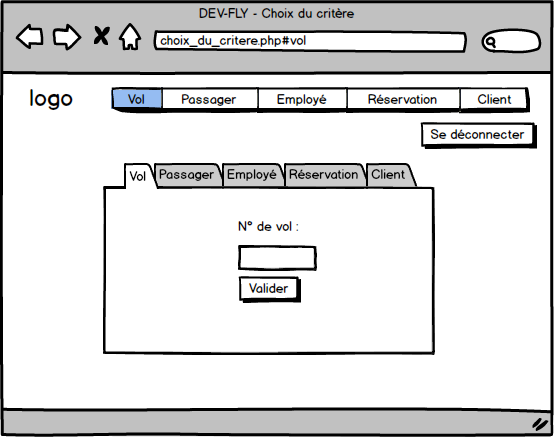 DEV-FLY - Choix du critère
choix_du_critere.php#vol
logo
Vol Passager Employé Réservation Client
Se déconnecter
Vol Passager Employé Réservation Client
N° de vol :
Valider